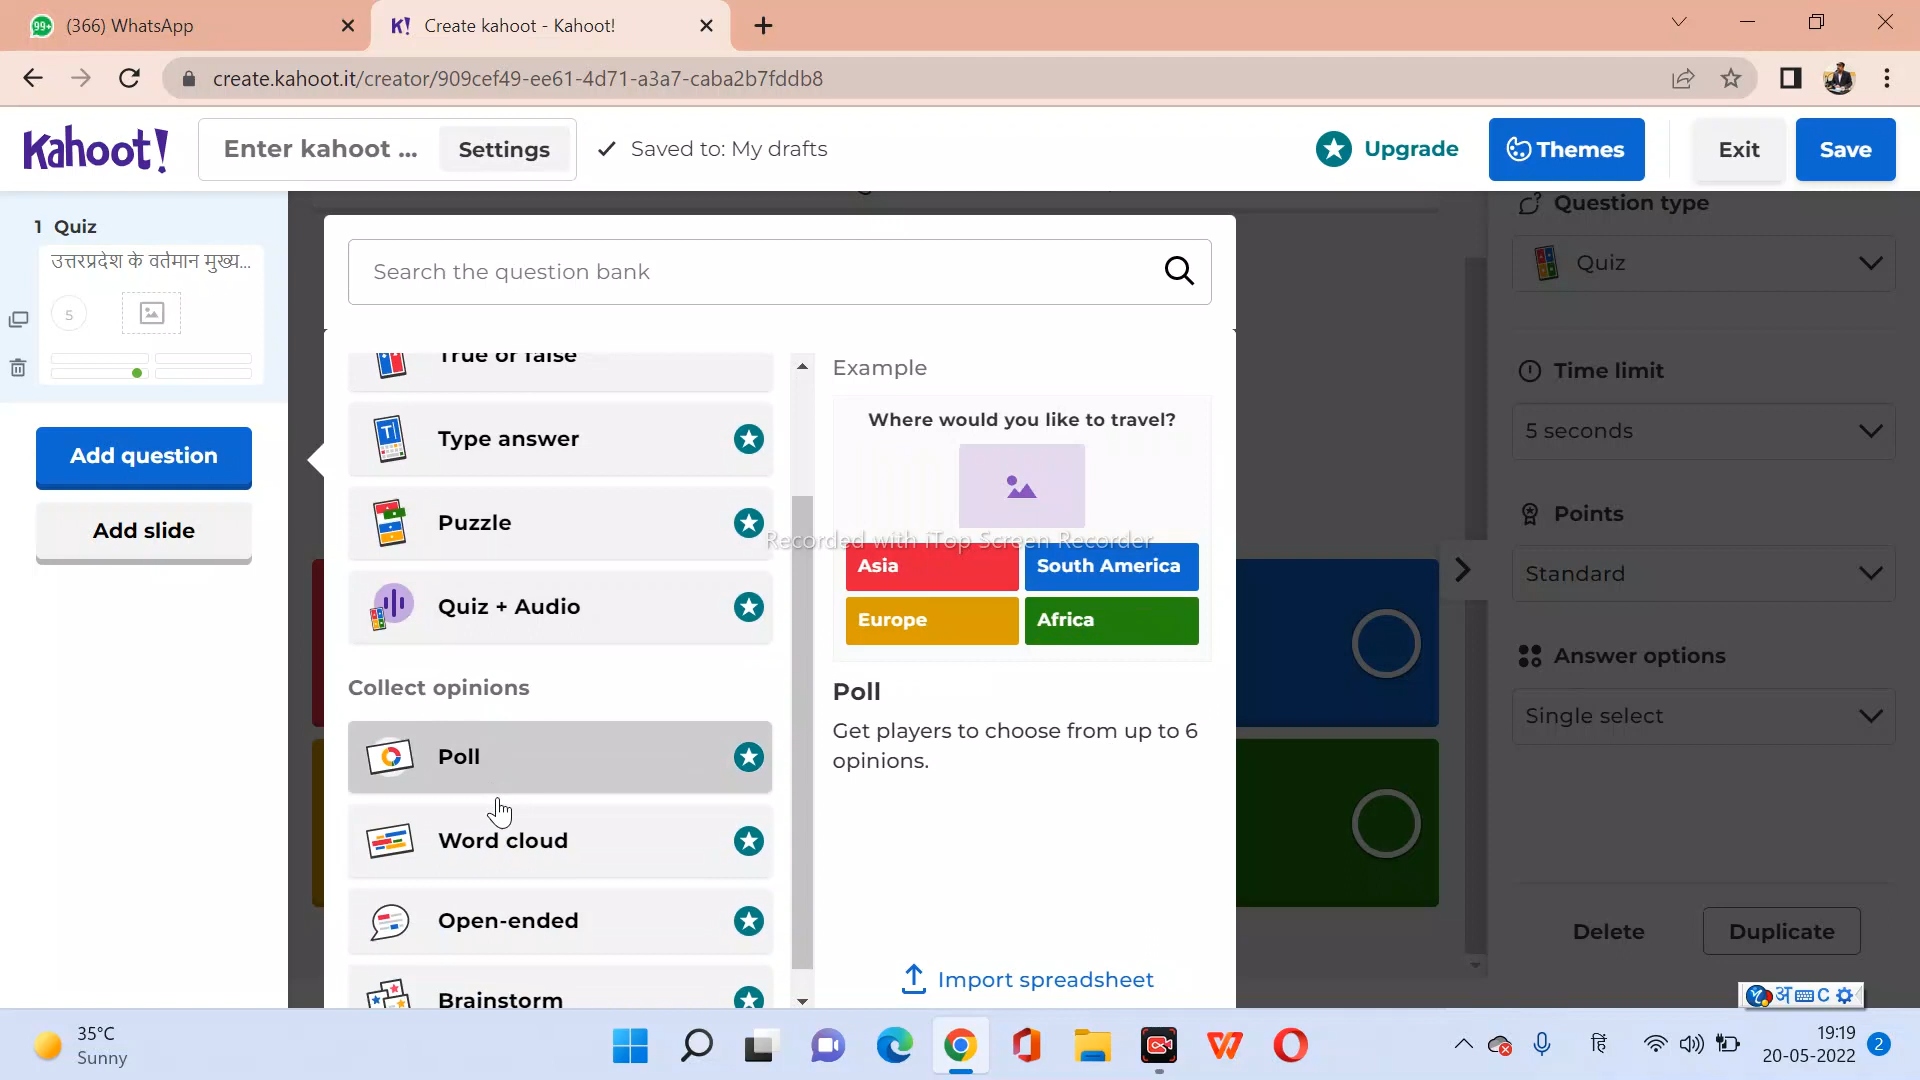 (366) WhatsApp
Create kahoot - Kahoot!
create.kahoot.it/creator/909cef49-ee61-4d71-a3a7-caba2b7fddb8
Kahoot!
Enter kahoot ...
Settings
Saved to: My drafts
Upgrade
Themes
Exit
Save
1 Quiz
उत्तरप्रदेश के वर्तमान मुख्य...
5
Add question
Add slide
Search the question bank
True or false
Type answer
Puzzle
Quiz + Audio
Collect opinions
Poll
Word cloud
Open-ended
Brainstorm
Example
Where would you like to travel?
Asia
South America
Europe
Africa
Recorded with iTop Screen Recorder
Poll
Get players to choose from up to 6
opinions.
Import spreadsheet
Question type
Quiz
Time limit
5 seconds
Points
Standard
Answer options
Single select
Delete
Duplicate
अ
C
35°C
Sunny
हिं
19:19
20-05-2022
2